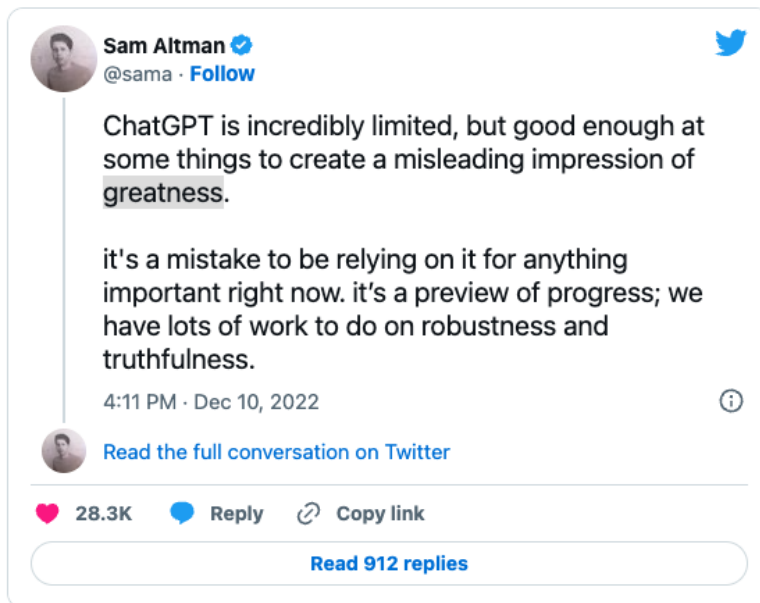 Sam Altman
@sama · Follow
ChatGPT is incredibly limited, but good enough at
some things to create a misleading impression of
greatness.
it's a mistake to be relying on it for anything
important right now. it’s a preview of progress; we
have lots of work to do on robustness and
truthfulness.
4:11 PM · Dec 10, 2022
Read the full conversation on Twitter
28.3K Reply Copy link
Read 912 replies